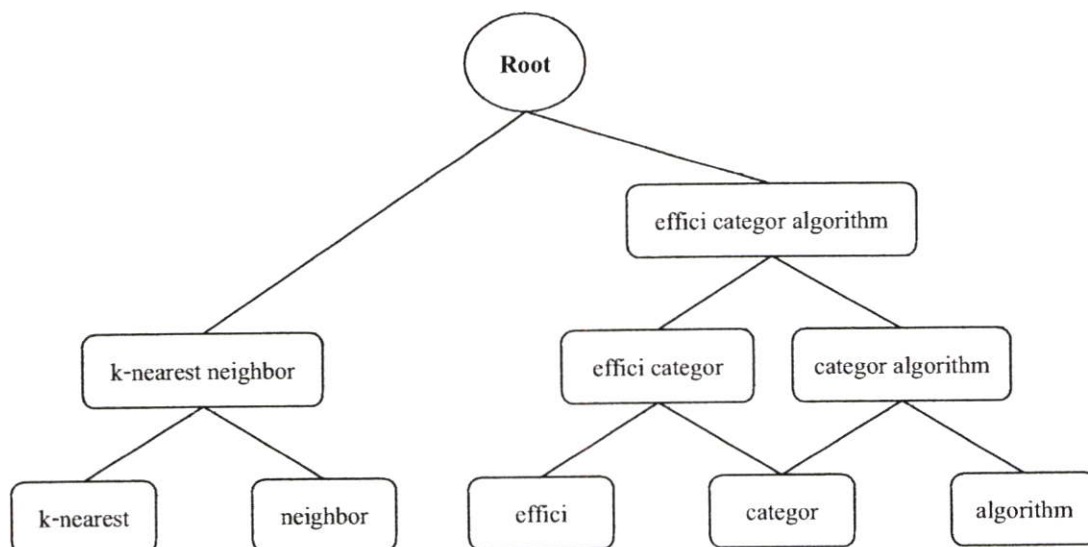 Root
effici categor algorithm
k-nearest neighbor
effici categor
categor algorithm
k-nearest
neighbor
effici
categor
algorithm